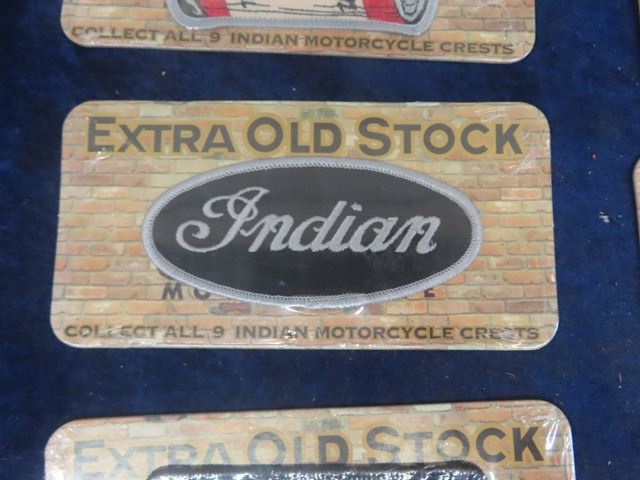 COLLECT ALL 9 INDIAN MOTORCYCLE CRESTS
EXTRA OLD STOCK
Indian
COLLECT ALL 9 INDIAN MOTORCYCLE CRESTS
EXTRA OLD STOCK